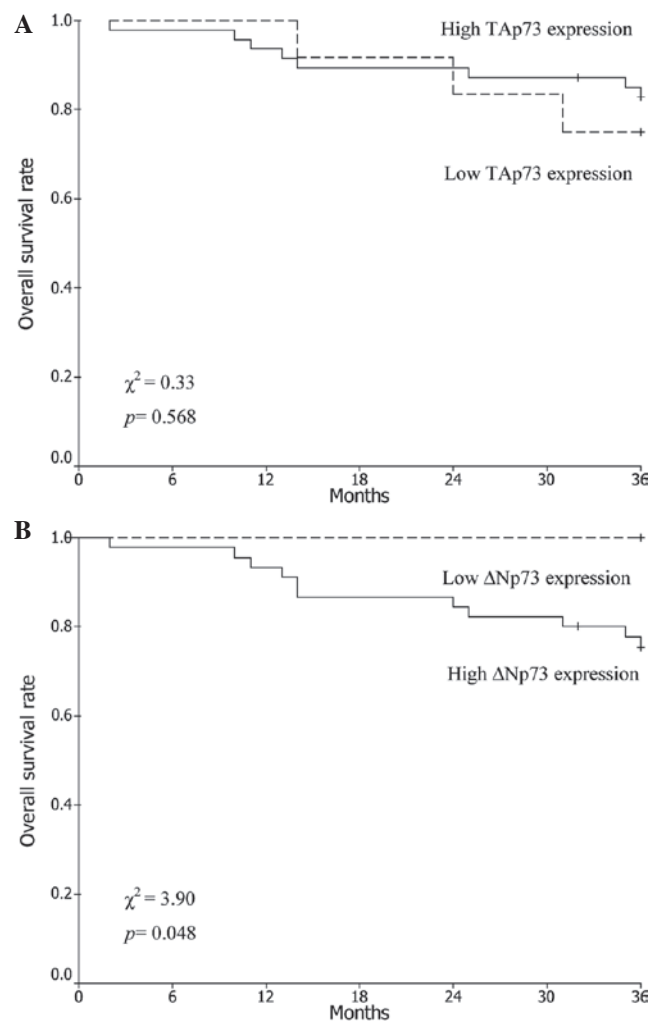 A
1.0
High TAp73 expression
0.8
Low TAp73 expression
0.6
Overall survival rate
0.4
0.2
χ² = 0.33
p= 0.568
0.0
0 6 12 18 24 30 36
Months
B
1.0
Low ΔNp73 expression
0.8
High ΔNp73 expression
0.6
Overall survival rate
0.4
0.2
χ² = 3.90
p= 0.048
0.0
0 6 12 18 24 30 36
Months